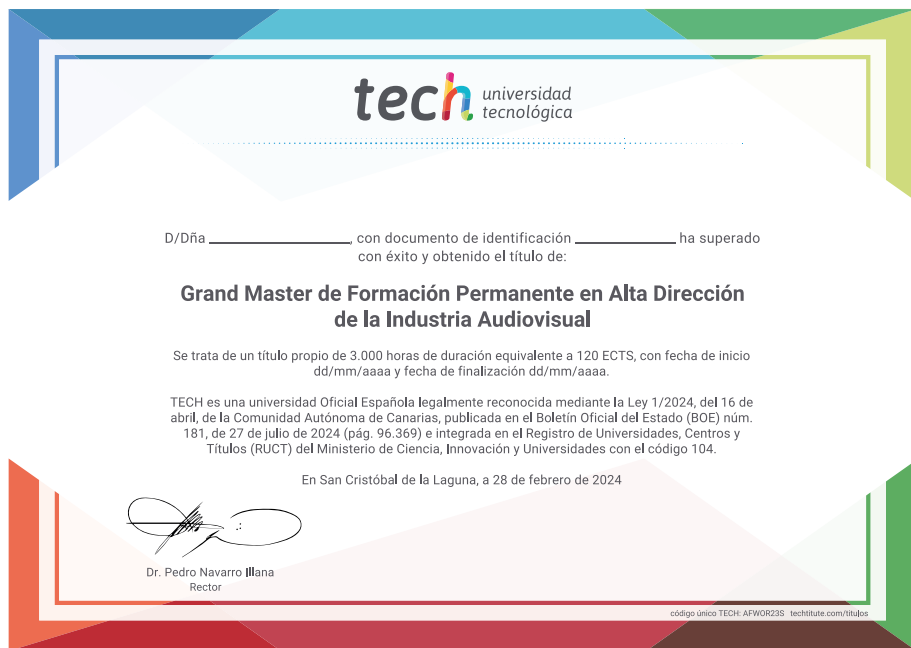 tech universidad
tecnológica
D/Dña ____________________, con documento de identificación ______________ ha superado
con éxito y obtenido el título de:
Grand Master de Formación Permanente en Alta Dirección
de la Industria Audiovisual
Se trata de un título propio de 3.000 horas de duración equivalente a 120 ECTS, con fecha de inicio
dd/mm/aaaa y fecha de finalización dd/mm/aaaa.
TECH es una universidad Oficial Española legalmente reconocida mediante la Ley 1/2024, del 16 de
abril, de la Comunidad Autónoma de Canarias, publicada en el Boletín Oficial del Estado (BOE) núm.
181, de 27 de julio de 2024 (pág. 96.369) e integrada en el Registro de Universidades, Centros y
Títulos (RUCT) del Ministerio de Ciencia, Innovación y Universidades con el código 104.
En San Cristóbal de la Laguna, a 28 de febrero de 2024
Dr. Pedro Navarro Illana
Rector
código único TECH: AFWOR23S techtitute.com/titulos